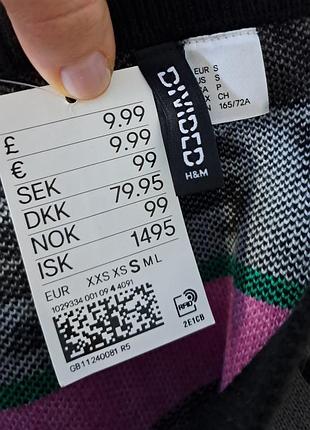 £ 9.99
€ 9.99
SEK 99
DKK 79.95
NOK 99
ISK 1495
EUR XXS XS S M L
1029334 001 09 4 4091
GB11240081 R5
RFID
2E1CB
DIVIDED
H&M
EUR S
US S
P
CH
165/72A